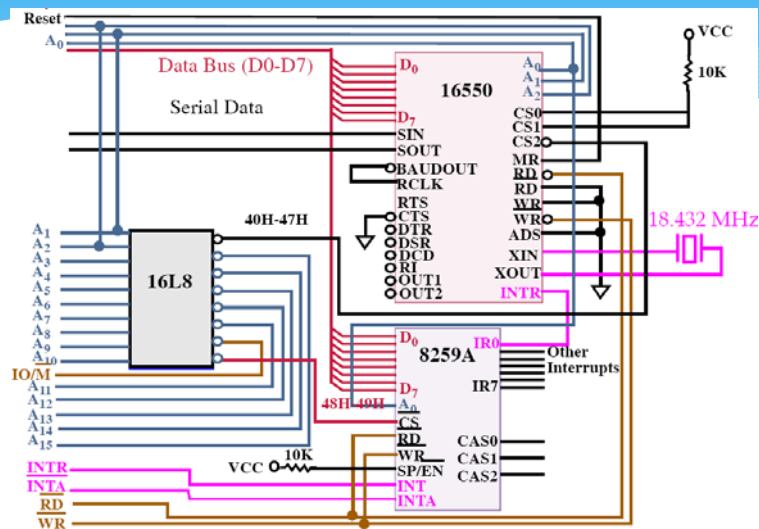 Reset
A0
Data Bus (D0-D7)
Serial Data
VCC
10K
16550
D0
D7
SIN
SOUT
BAUDOUT
RCLK
RTS
CTS
DTR
DSR
DCD
RI
OUT1
OUT2
A0
A1
A2
CS0
CS1
CS2
MR
RD
RD
WR
WR
ADS
XIN
XOUT
INTR
18.432 MHz
40H-47H
A1
A2
A3
A4
A5
A6
A7
A8
A9
A10
16L8
IO/M
A11
A12
A13
A14
A15
8259A
D0
D7
48H-49H
A0
CS
RD
WR
SP/EN
INT
INTA
IR0
Other
Interrupts
IR7
CAS0
CAS1
CAS2
10K
VCC
INTR
INTA
RD
WR